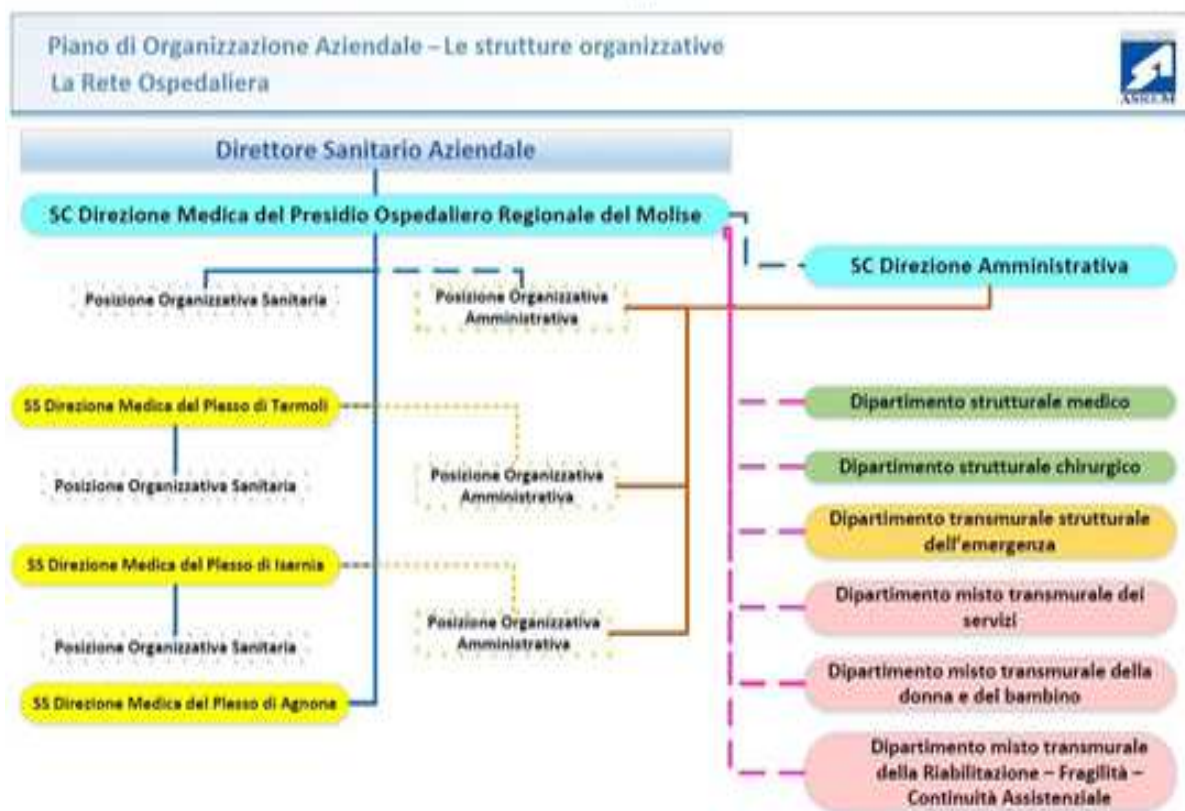 Piano di Organizzazione Aziendale – Le strutture organizzative
La Rete Ospedaliera
ASREM
Direttore Sanitario Aziendale
SC Direzione Medica del Presidio Ospedaliero Regionale del Molise
SC Direzione Amministrativa
Posizione Organizzativa Sanitaria
Posizione Organizzativa
Amministrativa
SS Direzione Medica del Plesso di Termoli
Dipartimento strutturale medico
Dipartimento strutturale chirurgico
Posizione Organizzativa Sanitaria
Posizione Organizzativa
Amministrativa
Dipartimento transmurale strutturale
dell'emergenza
SS Direzione Medica del Plesso di Isernia
Dipartimento misto transmurale dei
servizi
Posizione Organizzativa Sanitaria
Posizione Organizzativa
Amministrativa
SS Direzione Medica del Plesso di Agnone
Dipartimento misto transmurale della
donna e del bambino
Dipartimento misto transmurale
della Riabilitazione – Fragilità –
Continuità Assistenziale